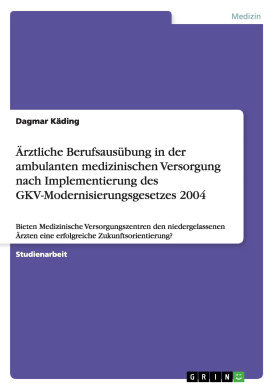 Medizin
Dagmar Käding
Ärztliche Berufsausübung in der
ambulanten medizinischen Versorgung
nach Implementierung des
GKV-Modernisierungsgesetzes 2004
Bieten Medizinische Versorgungszentren den niedergelassenen
Ärzten eine erfolgreiche Zukunftsorientierung?
Studienarbeit
GRIN